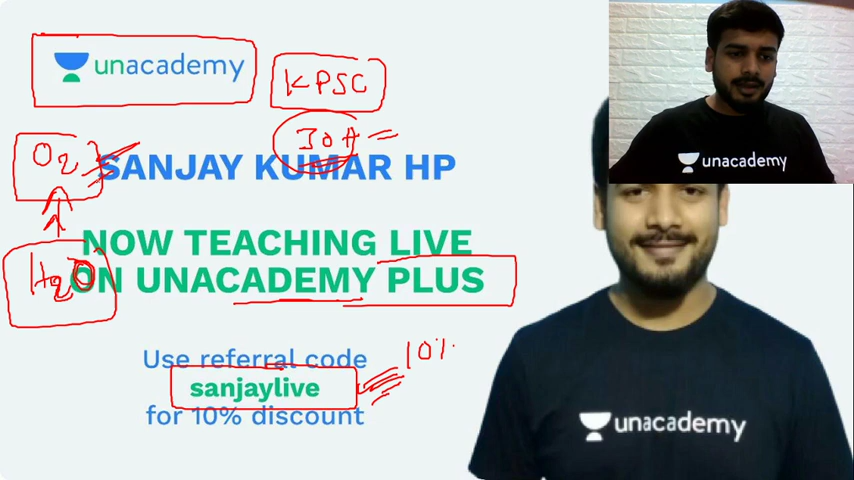 unacademy
KPSC
O2
SANJAY KUMAR HP
H2O
NOW TEACHING LIVE
ON UNACADEMY PLUS
10%
Use referral code
sanjaylive
for 10% discount
unacademy
unacademy